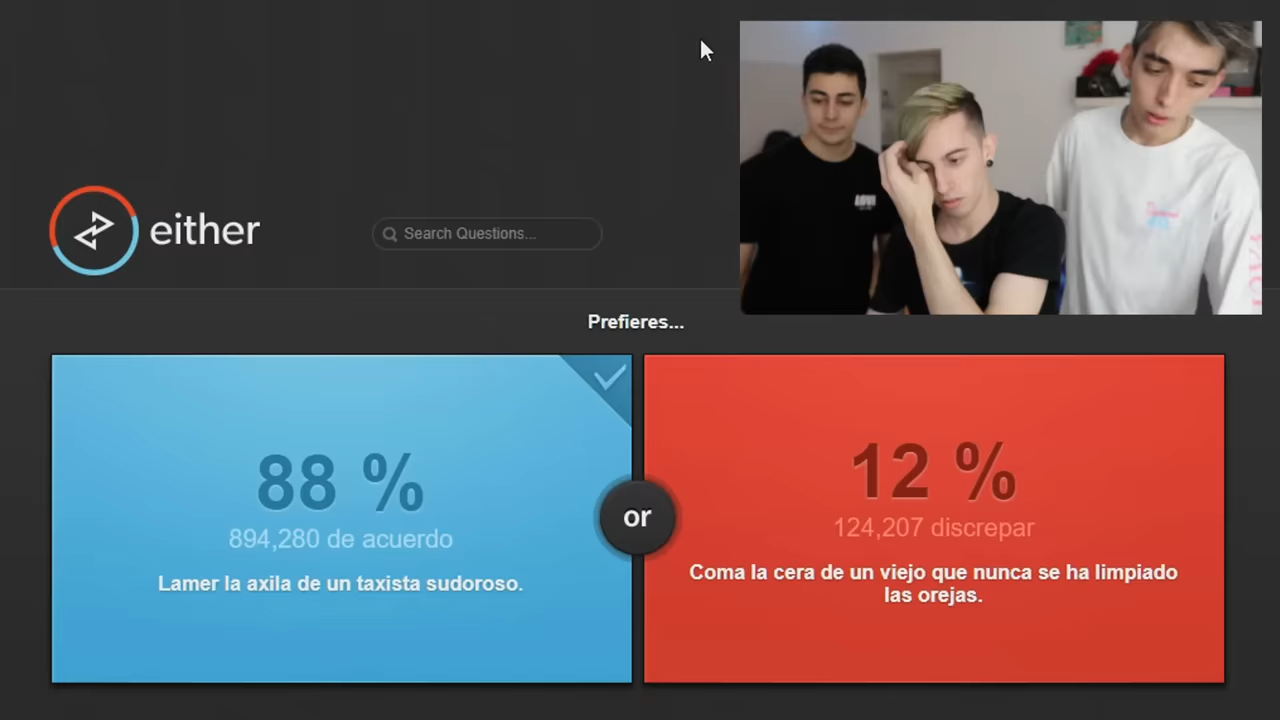 either
Search Questions...
Prefieres...
88 %
894,280 de acuerdo
Lamer la axila de un taxista sudoroso.
or
12 %
124,207 discrepar
Coma la cera de un viejo que nunca se ha limpiado
las orejas.